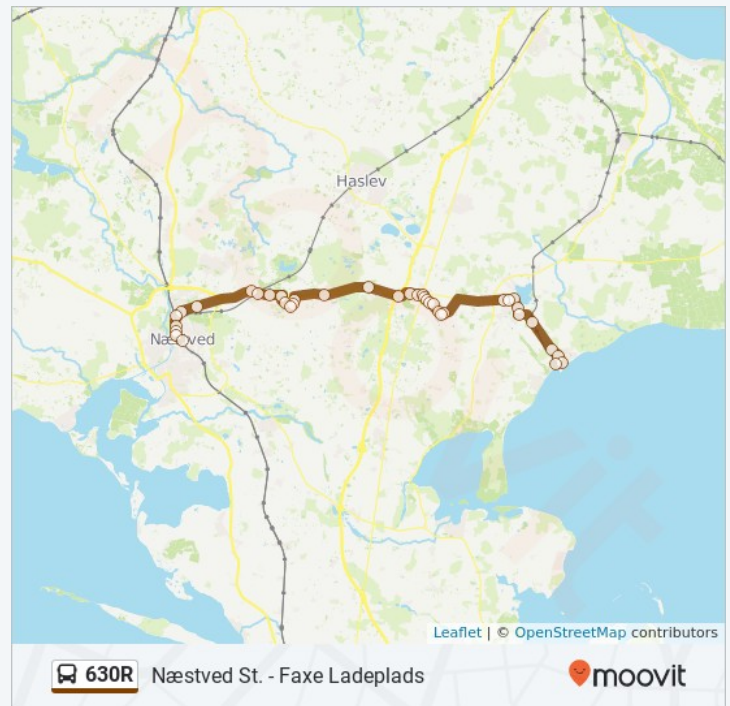 Haslev
Næstved
Leaflet | © OpenStreetMap contributors
630R Næstved St. - Faxe Ladeplads
moovit